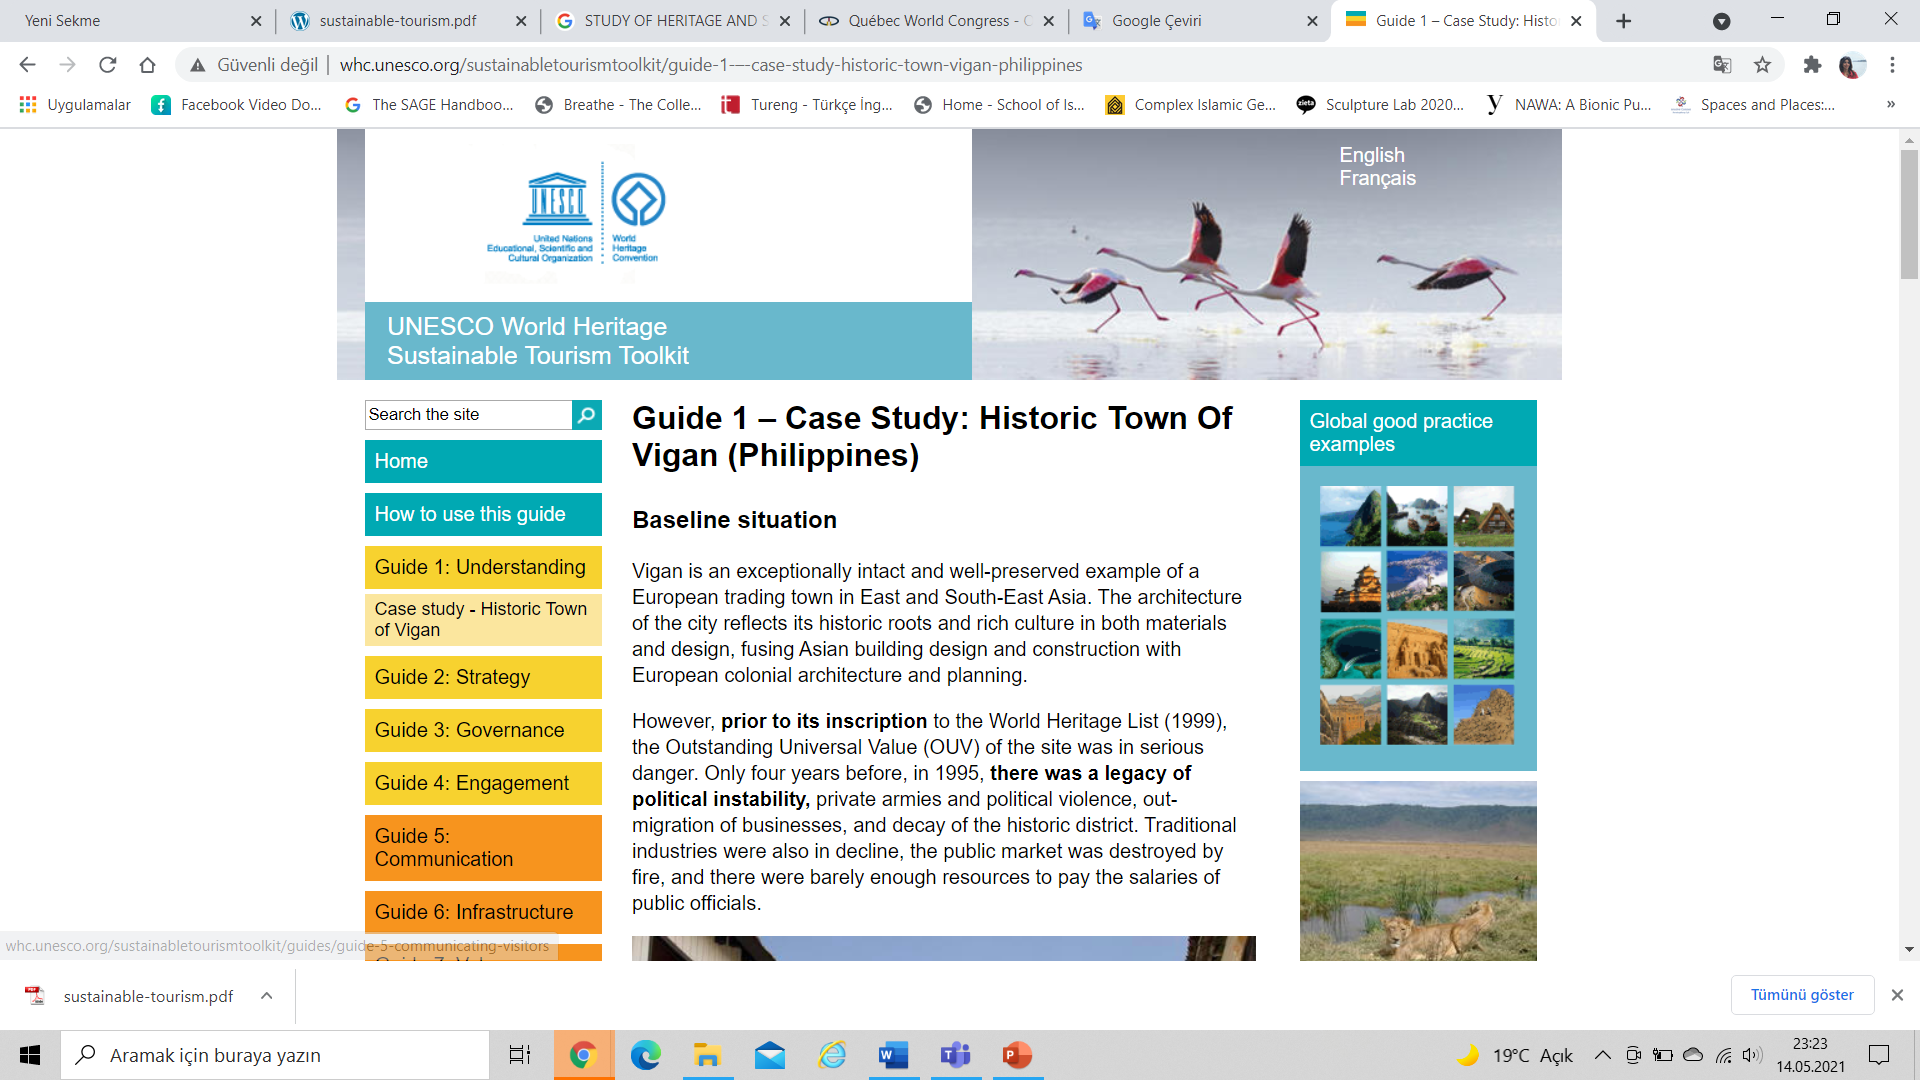 Yeni Sekme
sustainable-tourism.pdf
STUDY OF HERITAGE AND S
Québec World Congress - C
Google Çeviri
Guide 1 – Case Study: Histo
Güvenli değil
whc.unesco.org/sustainabletourismtoolkit/guide-1-–-case-study-historic-town-vigan-philippines
Uygulamalar
Facebook Video Do...
The SAGE Handboo...
Breathe - The Colle...
Tureng - Türkçe İng...
Home - School of Is...
Complex Islamic Ge...
Sculpture Lab 2020...
NAWA: A Bionic Pu...
Spaces and Places:...
»
English
Français
UNESCO
United Nations
Educational, Scientific and
Cultural Organization
World
Heritage
Convention
UNESCO World Heritage
Sustainable Tourism Toolkit
Search the site
Home
How to use this guide
Guide 1: Understanding
Case study - Historic Town
of Vigan
Guide 2: Strategy
Guide 3: Governance
Guide 4: Engagement
Guide 5:
Communication
Guide 6: Infrastructure
Guide 1 – Case Study: Historic Town Of
Vigan (Philippines)
Baseline situation
Vigan is an exceptionally intact and well-preserved example of a
European trading town in East and South-East Asia. The architecture
of the city reflects its historic roots and rich culture in both materials
and design, fusing Asian building design and construction with
European colonial architecture and planning.
However, prior to its inscription to the World Heritage List (1999),
the Outstanding Universal Value (OUV) of the site was in serious
danger. Only four years before, in 1995, there was a legacy of
political instability, private armies and political violence, out-
migration of businesses, and decay of the historic district. Traditional
industries were also in decline, the public market was destroyed by
fire, and there were barely enough resources to pay the salaries of
public officials.
Global good practice
examples
whc.unesco.org/sustainabletourismtoolkit/guides/guide-5-communicating-visitors
sustainable-tourism.pdf
Tümünü göster
Aramak için buraya yazın
19°C Açık
23:23
14.05.2021